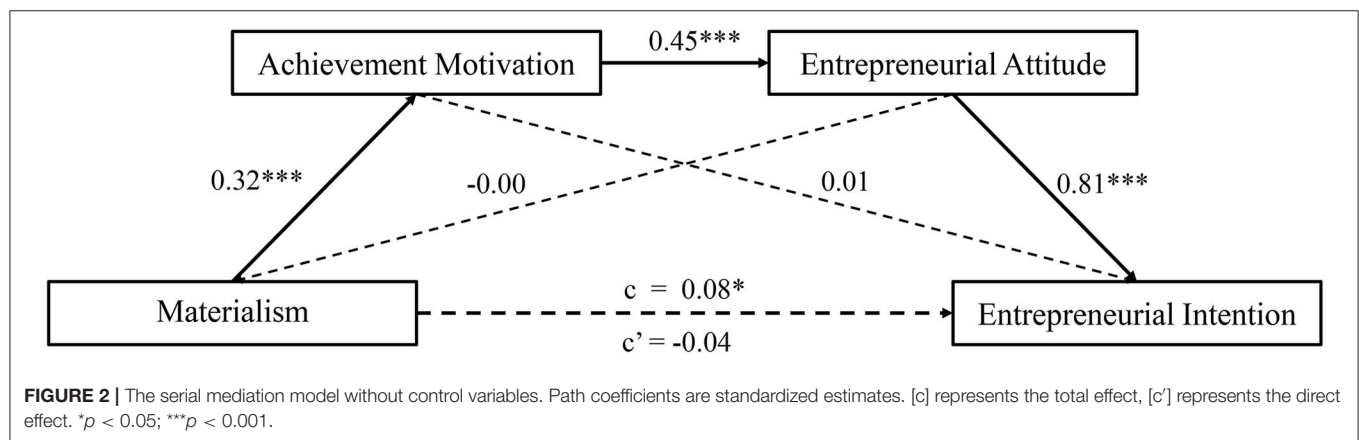 0.45***
Achievement Motivation
Entrepreneurial Attitude
0.32***
-0.00
0.01
0.81***
Materialism
c = 0.08*
c’ = -0.04
Entrepreneurial Intention
FIGURE 2 | The serial mediation model without control variables. Path coefficients are standardized estimates. [c] represents the total effect, [c′] represents the direct
effect. *p < 0.05; ***p < 0.001.